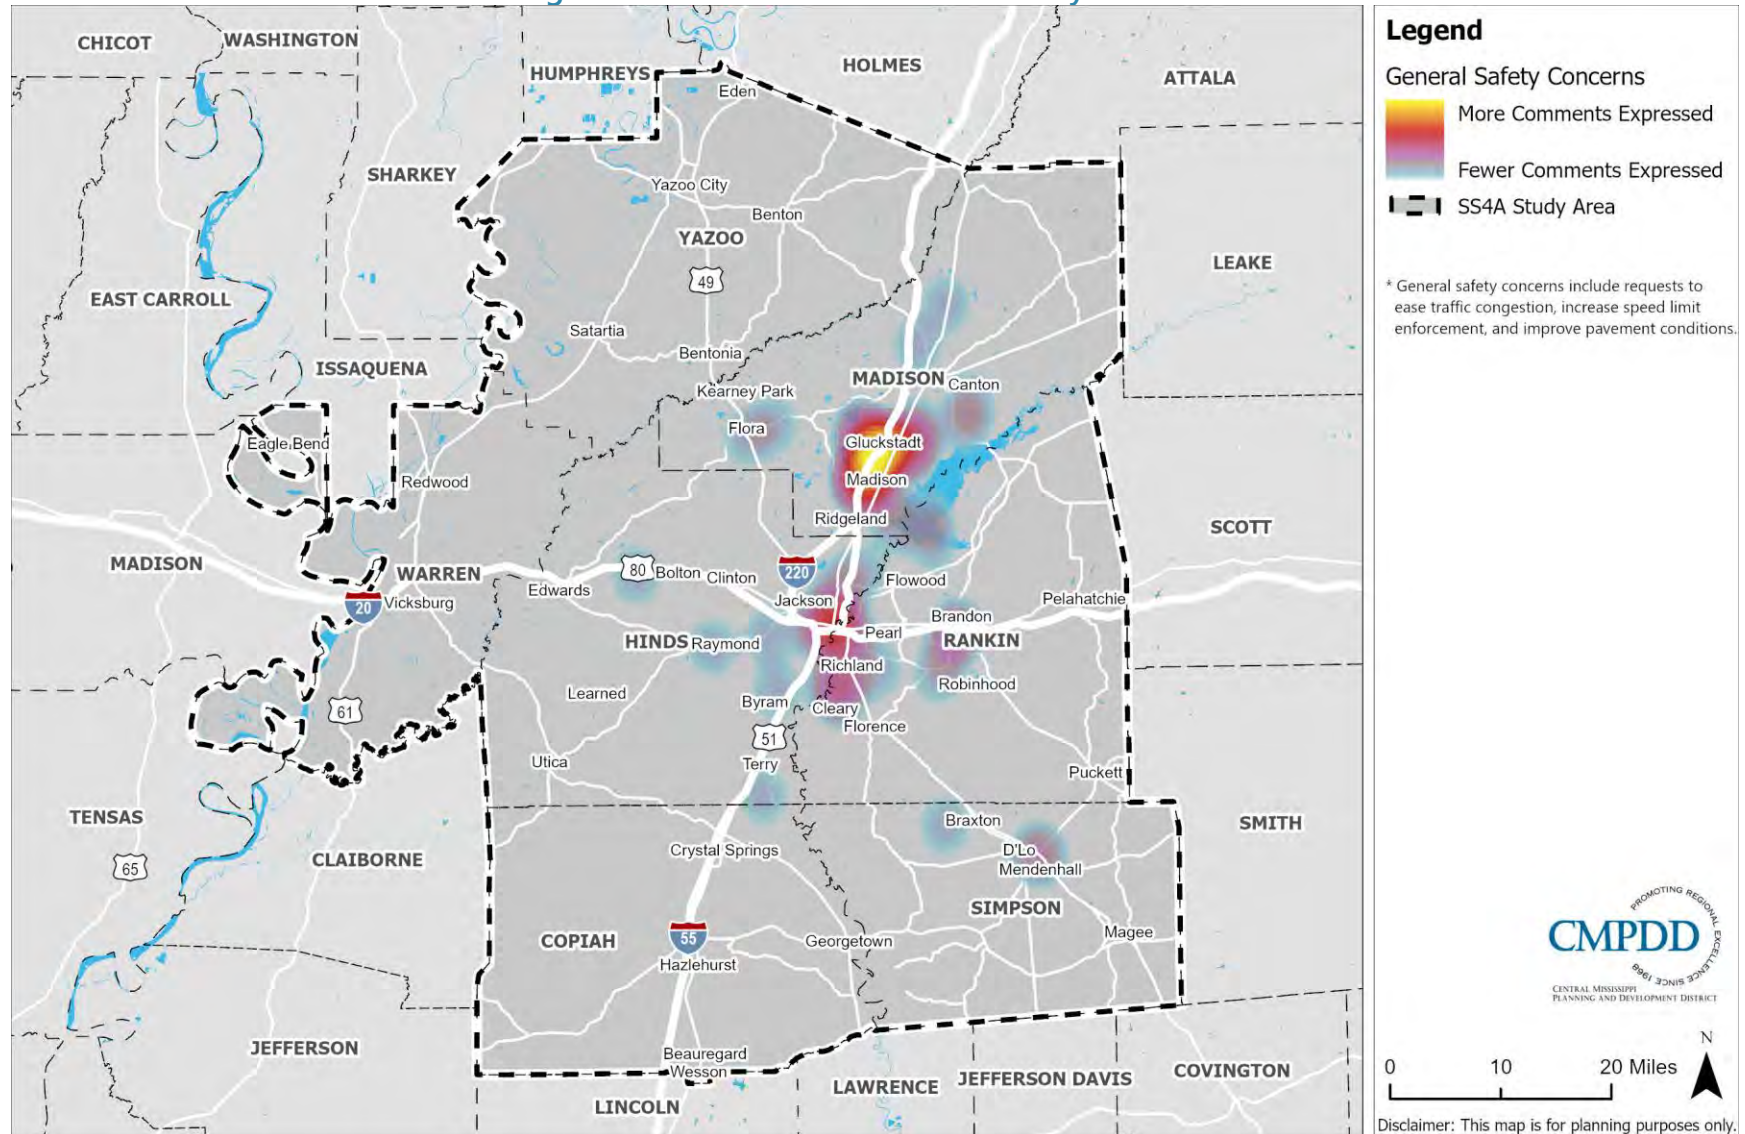 CHICOT
WASHINGTON
HUMPHREYS
HOLMES
ATTALA
Eden
SHARKEY
Yazoo City
Benton
YAZOO
49
LEAKE
EAST CARROLL
Satartia
Bentonia
ISSAQUENA
MADISON
Canton
Kearney Park
Flora
Eagle Bend
Gluckstadt
Redwood
Madison
Ridgeland
SCOTT
MADISON
WARREN
80
Bolton
Clinton
220
Flowood
Edwards
20
Vicksburg
Jackson
Pelahatchie
Brandon
Pearl
HINDS
Raymond
RANKIN
Richland
Learned
Robinhood
Byram
Cleary
61
Florence
51
Utica
Terry
Puckett
TENSAS
Braxton
SMITH
65
CLAIBORNE
Crystal Springs
D'Lo
Mendenhall
SIMPSON
COPIAH
55
Georgetown
Magee
Hazlehurst
JEFFERSON
Beauregard
Wesson
LAWRENCE
JEFFERSON DAVIS
COVINGTON
LINCOLN
Legend
General Safety Concerns
More Comments Expressed
Fewer Comments Expressed
SS4A Study Area
* General safety concerns include requests to
ease traffic congestion, increase speed limit
enforcement, and improve pavement conditions.
PROMOTING REGIONAL EXCELLENCE
CMPDD
SINCE 1968
CENTRAL MISSISSIPPI
PLANNING AND DEVELOPMENT DISTRICT
N
0 10 20 Miles
Disclaimer: This map is for planning purposes only.